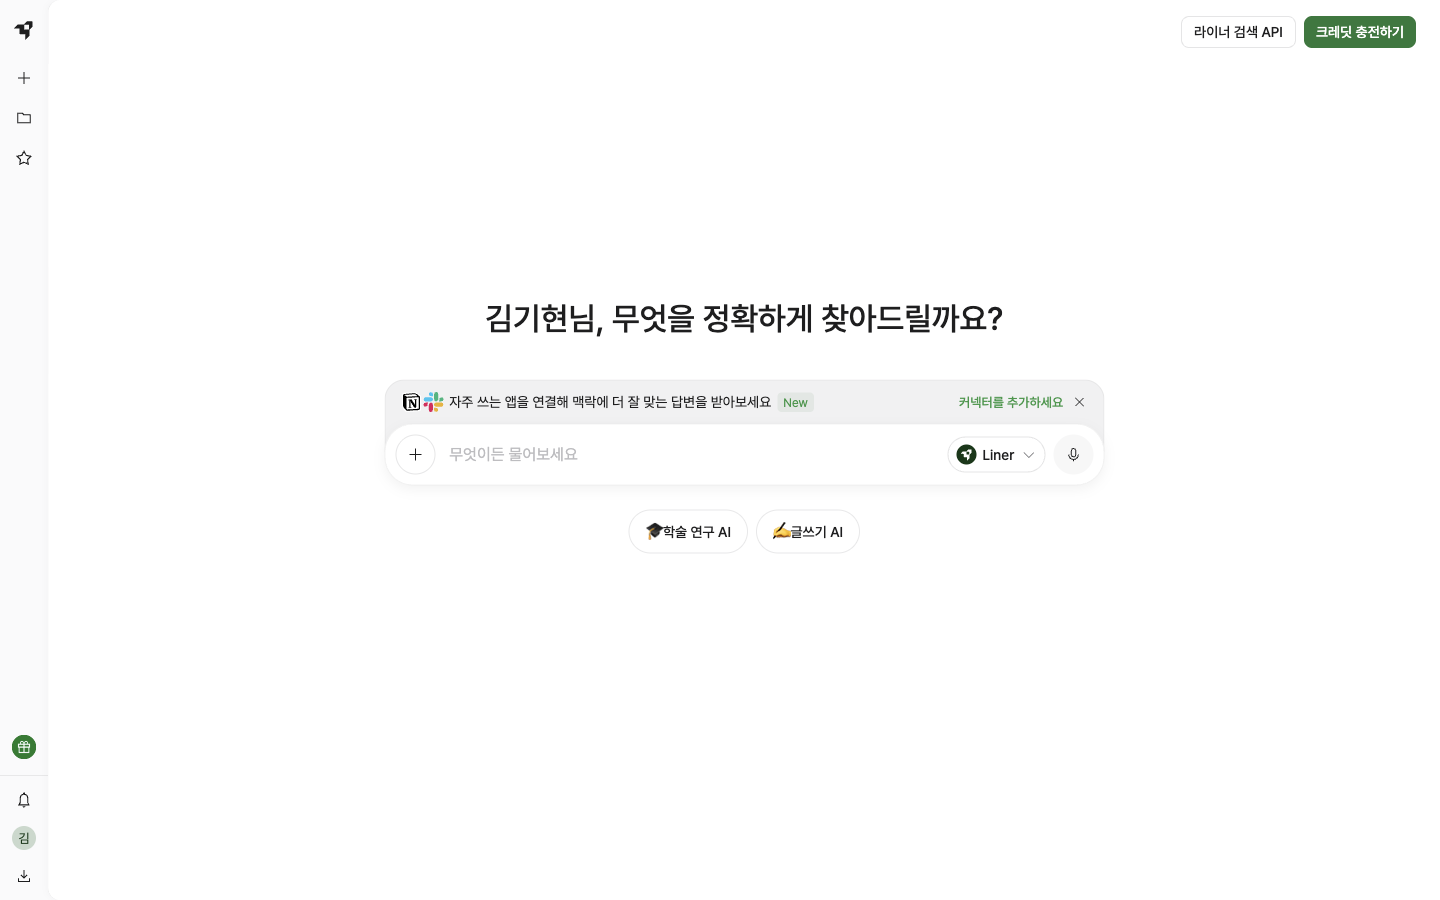 라이너 검색 API
크레딧 충전하기
김기현님, 무엇을 정확하게 찾아드릴까요?
자주 쓰는 앱을 연결해 맥락에 더 잘 맞는 답변을 받아보세요 New
커넥터를 추가하세요
무엇이든 물어보세요
Liner
학술 연구 AI
글쓰기 AI
김